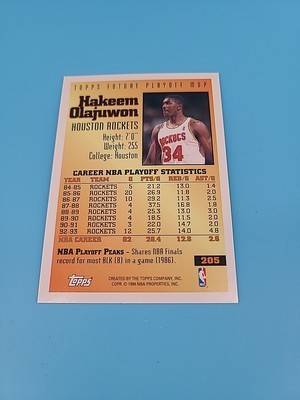 TOPPS FUTURE PLAYOFF MVP
Hakeem
Olajuwon
HOUSTON ROCKETS
Height: 7'0"
Weight: 255
College: Houston
ROCKETS
34
CAREER NBA PLAYOFF STATISTICS
YEAR TEAM G PTS/G REB/G AST/G
84-85 ROCKETS 5 21.2 13.0 1.4
85-86 ROCKETS 20 26.9 11.8 2.0
86-87 ROCKETS 10 29.2 11.3 2.5
87-88 ROCKETS 4 37.5 16.8 1.8
88-89 ROCKETS 4 25.3 13.0 3.0
89-90 ROCKETS 4 18.5 11.5 2.0
90-91 ROCKETS 3 22.0 14.7 2.0
92-93 ROCKETS 12 25.7 14.0 4.8
NBA CAREER 62 26.4 12.8 2.6
NBA PLAYOFF PEAKS - Shares NBA Finals
record for most BLK (8) in a game (1986).
205
Topps
CREATED BY THE TOPPS COMPANY, INC.
COPR. © 1994 NBA PROPERTIES, INC.